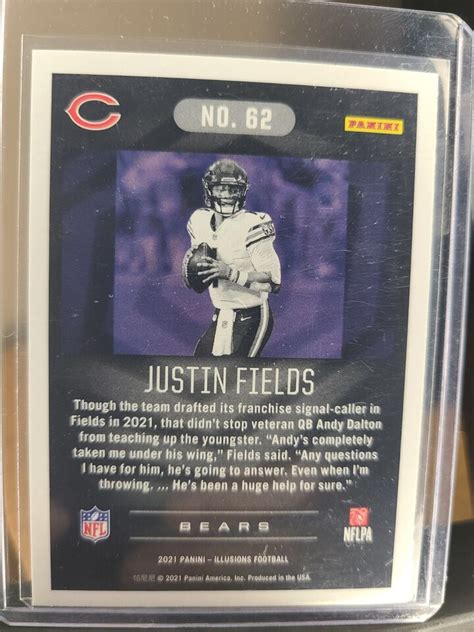 NO. 62
PANINI
JUSTIN FIELDS
Though the team drafted its franchise signal-caller in
Fields in 2021, that didn't stop veteran QB Andy Dalton
from teaching up the youngster. “Andy's completely
taken me under his wing,” Fields said. “Any questions
I have for him, he's going to answer. Even when I'm
throwing. ... He's been a huge help for sure.”
NFL
BEARS
NFLPA
2021 PANINI – ILLUSIONS FOOTBALL
© 2021 Panini America, Inc. Produced in the USA.